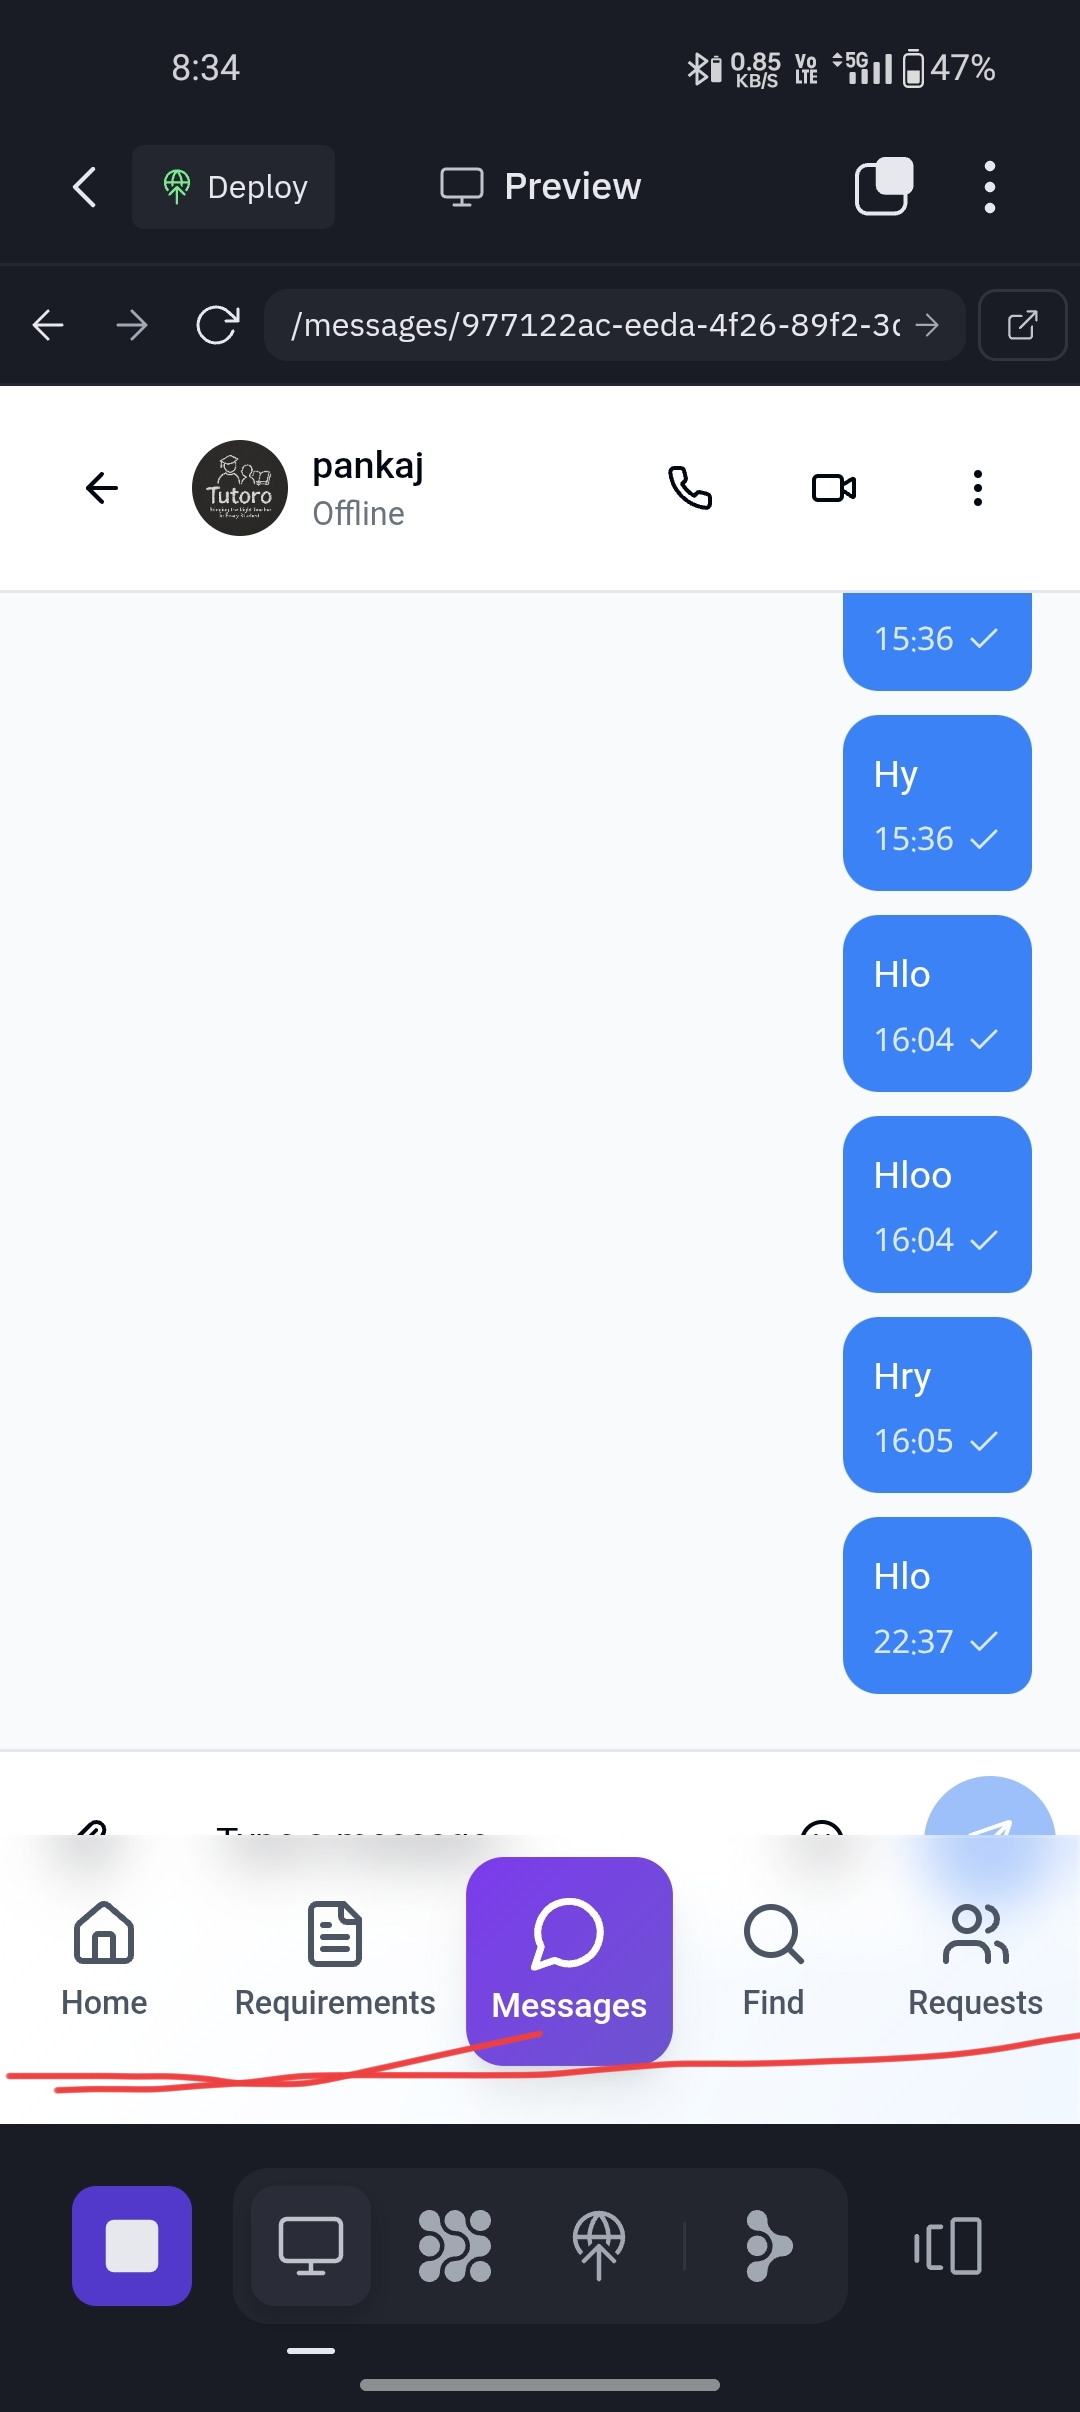 8:34
0.85
KB/S
Vo
LTE
5G
47%
Deploy
Preview
/messages/977122ac-eeda-4f26-89f2-3c
Tutoro
pankaj
Offline
15:36
Hy
15:36
Hlo
16:04
Hloo
16:04
Hry
16:05
Hlo
22:37
Type a message
Home
Requirements
Messages
Find
Requests